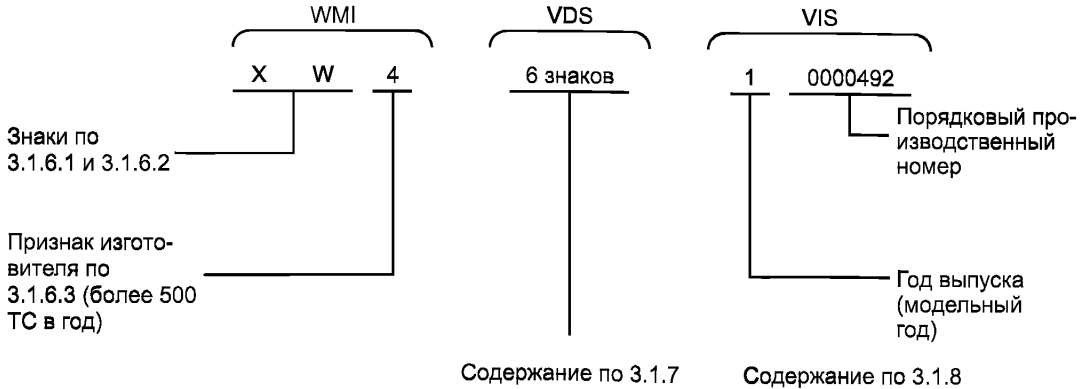 WMI
VDS
VIS
X W 4
6 знаков
1 0000492
Знаки по
3.1.6.1 и 3.1.6.2
Порядковый про-
изводственный
номер
Признак изгото-
вителя по
3.1.6.3 (более 500
ТС в год)
Год выпуска
(модельный
год)
Содержание по 3.1.7
Содержание по 3.1.8